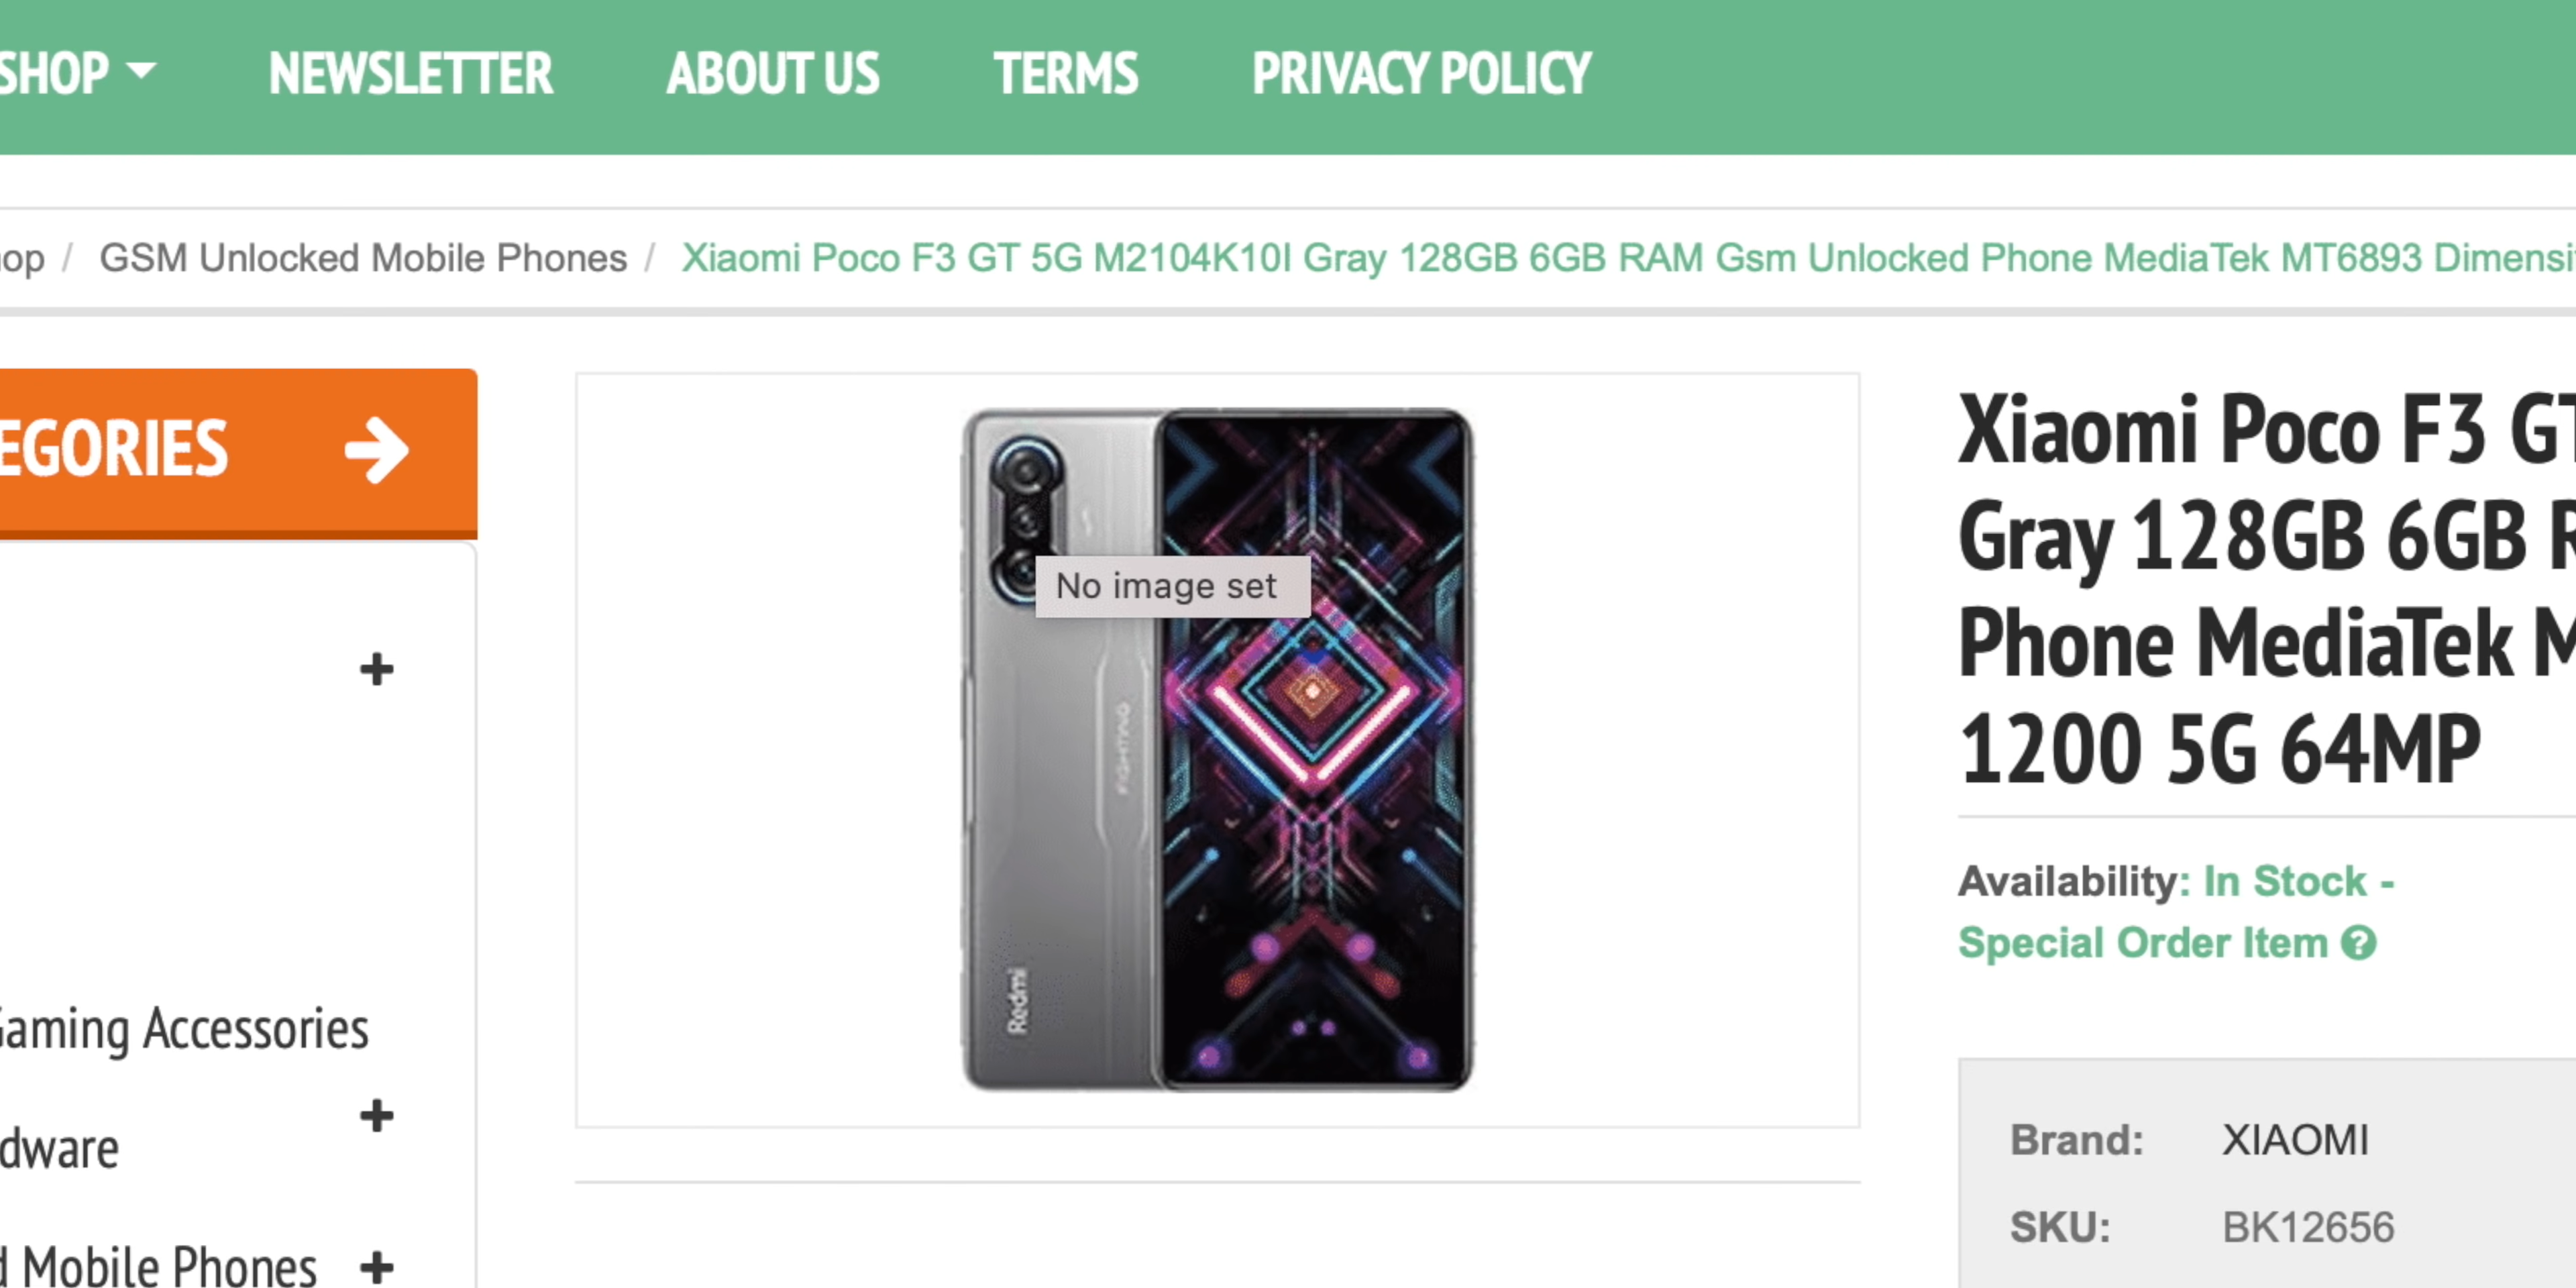 SHOP
NEWSLETTER
ABOUT US
TERMS
PRIVACY POLICY
op / GSM Unlocked Mobile Phones / Xiaomi Poco F3 GT 5G M2104K10I Gray 128GB 6GB RAM Gsm Unlocked Phone MediaTek MT6893 Dimensi
EGORIES
Gaming Accessories
dware
d Mobile Phones
No image set
FIGHTING
Redmi
Xiaomi Poco F3 GT
Gray 128GB 6GB R
Phone MediaTek M
1200 5G 64MP
Availability: In Stock -
Special Order Item
Brand: XIAOMI
SKU: BK12656